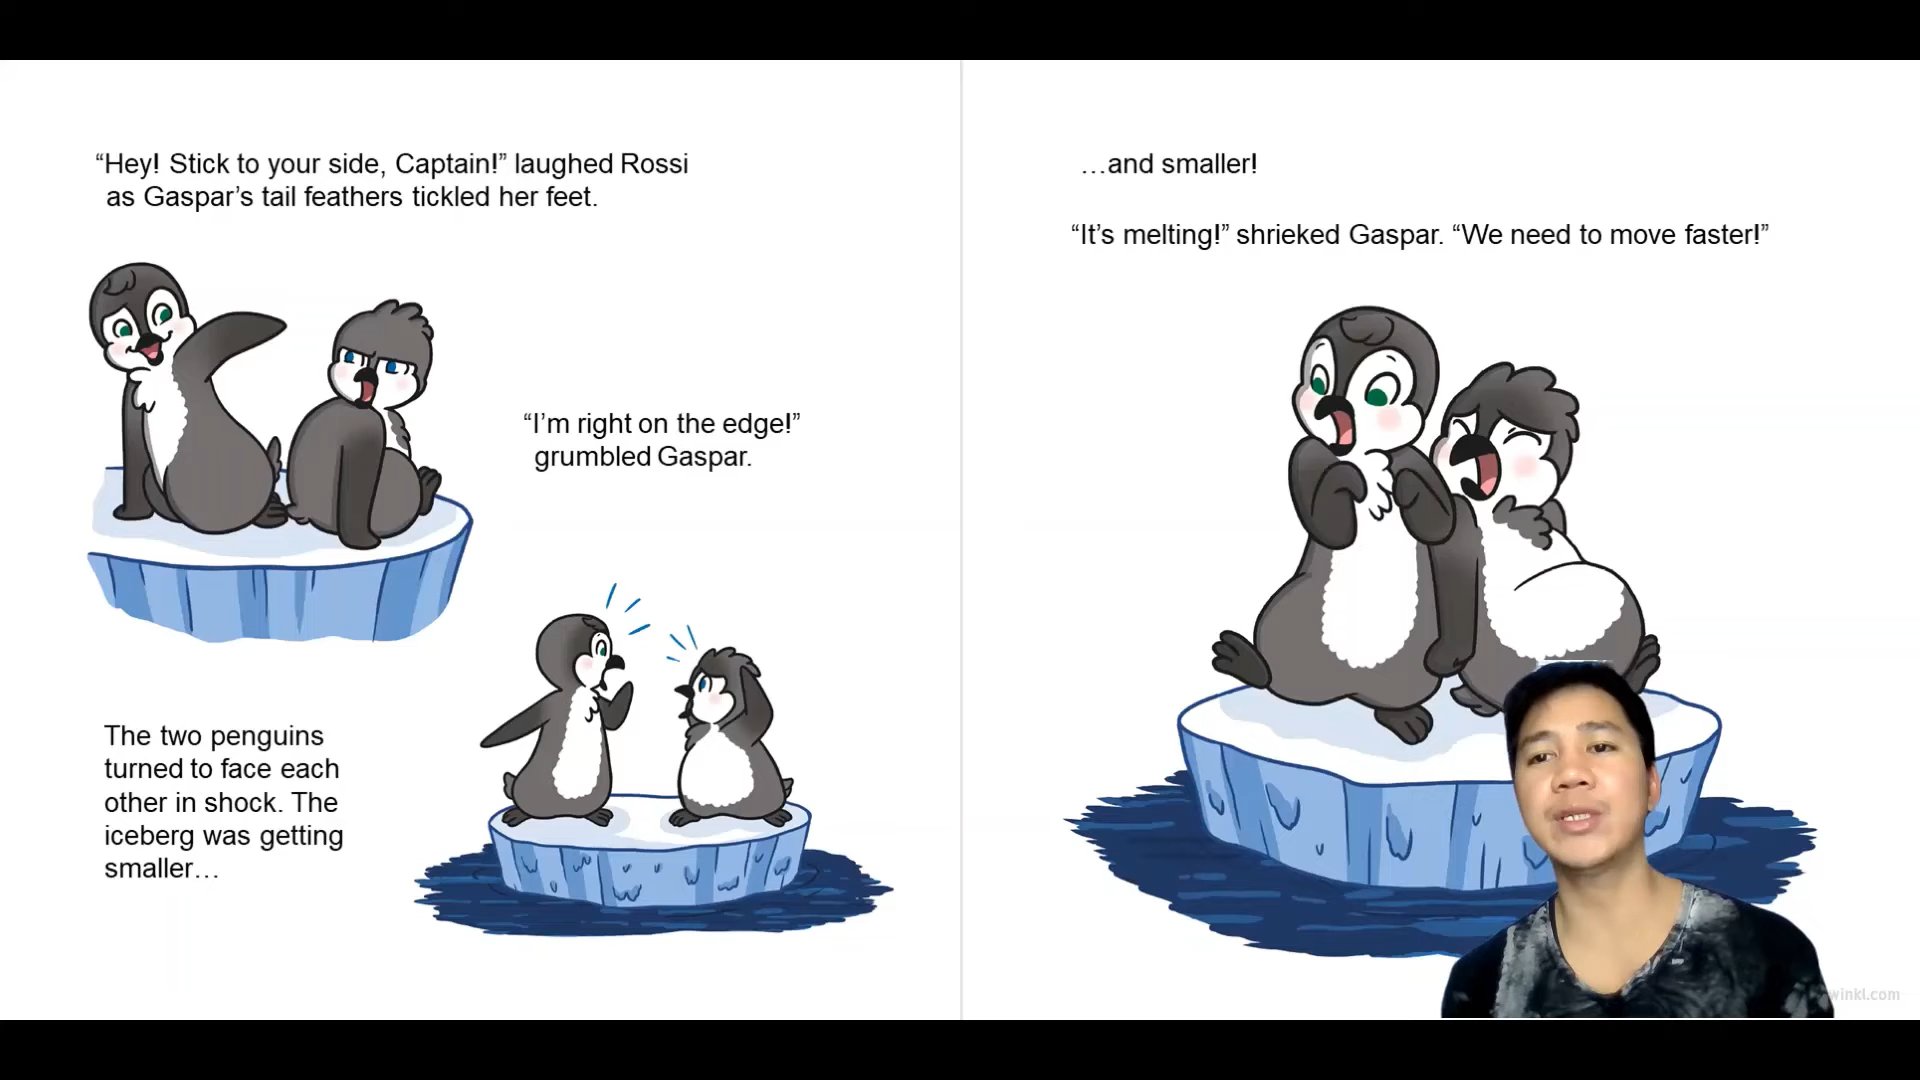 “Hey! Stick to your side, Captain!” laughed Rossi
as Gaspar’s tail feathers tickled her feet.
“I’m right on the edge!”
grumbled Gaspar.
The two penguins
turned to face each
other in shock. The
iceberg was getting
smaller…
…and smaller!
“It’s melting!” shrieked Gaspar. “We need to move faster!”
winkl.com